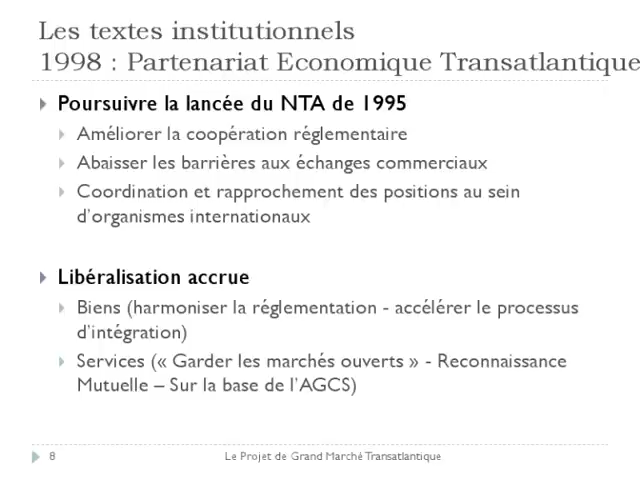 Les textes institutionnels
1998 : Partenariat Economique Transatlantique
Poursuivre la lancée du NTA de 1995
Améliorer la coopération réglementaire
Abaisser les barrières aux échanges commerciaux
Coordination et rapprochement des positions au sein
d'organismes internationaux
Libéralisation accrue
Biens (harmoniser la réglementation - accélérer le processus
d'intégration)
Services (« Garder les marchés ouverts » - Reconnaissance
Mutuelle – Sur la base de l'AGCS)
8 Le Projet de Grand Marché Transatlantique